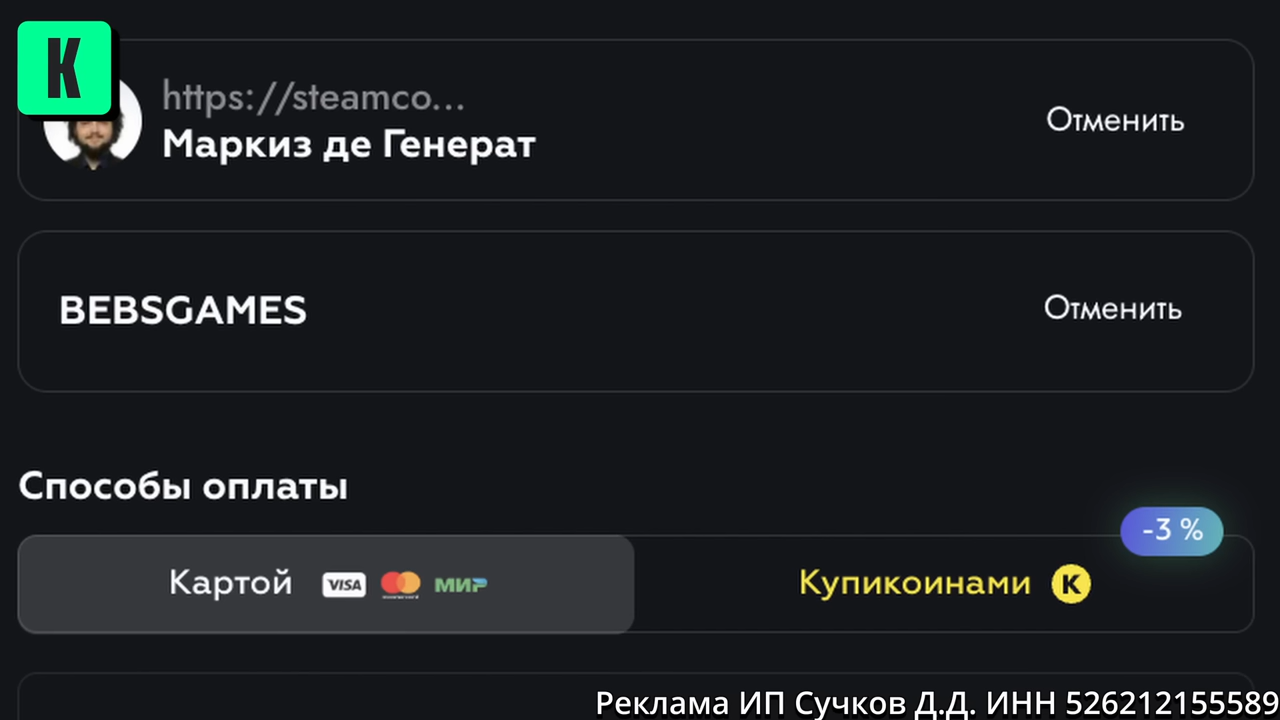 K
https://steamco...
Маркиз де Генерат
Отменить
BEBSGAMES
Отменить
Способы оплаты
-3 %
Картой VISA МИР
Купикоинами K
Реклама ИП Сучков Д.Д. ИНН 526212155589